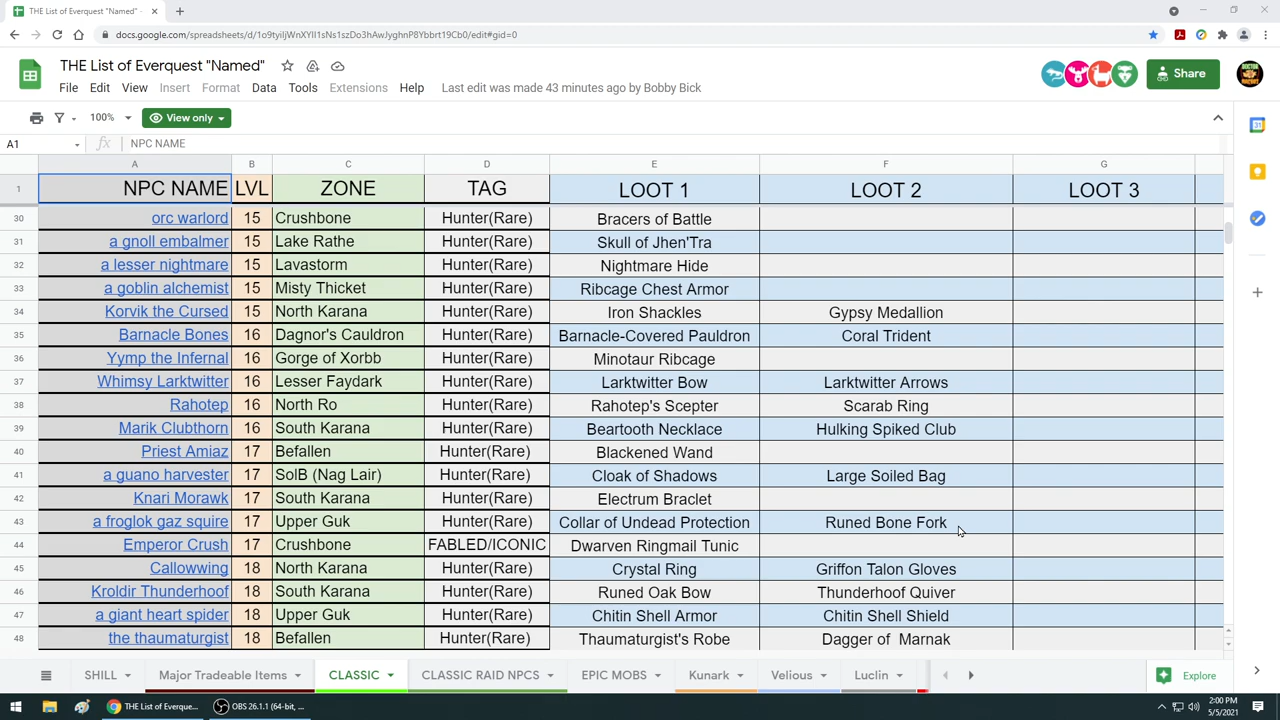 THE List of Everquest "Named" -
docs.google.com/spreadsheets/d/1o9tyiljWnXYII1sNs1szDo3hAwJyghnP8Ybbrt19Cb0/edit#gid=0
THE List of Everquest "Named"
File Edit View Insert Format Data Tools Extensions Help Last edit was made 43 minutes ago by Bobby Bick
Share
100% View only
A1 fx NPC NAME
A B C D E F G
1 NPC NAME LVL ZONE TAG LOOT 1 LOOT 2 LOOT 3
30 orc warlord 15 Crushbone Hunter(Rare) Bracers of Battle
31 a gnoll embalmer 15 Lake Rathe Hunter(Rare) Skull of Jhen'Tra
32 a lesser nightmare 15 Lavastorm Hunter(Rare) Nightmare Hide
33 a goblin alchemist 15 Misty Thicket Hunter(Rare) Ribcage Chest Armor
34 Korvik the Cursed 15 North Karana Hunter(Rare) Iron Shackles Gypsy Medallion
35 Barnacle Bones 16 Dagnor's Cauldron Hunter(Rare) Barnacle-Covered Pauldron Coral Trident
36 Yymp the Infernal 16 Gorge of Xorbb Hunter(Rare) Minotaur Ribcage
37 Whimsy Larktwitter 16 Lesser Faydark Hunter(Rare) Larktwitter Bow Larktwitter Arrows
38 Rahotep 16 North Ro Hunter(Rare) Rahotep's Scepter Scarab Ring
39 Marik Clubthorn 16 South Karana Hunter(Rare) Beartooth Necklace Hulking Spiked Club
40 Priest Amiaz 17 Befallen Hunter(Rare) Blackened Wand
41 a guano harvester 17 SolB (Nag Lair) Hunter(Rare) Cloak of Shadows Large Soiled Bag
42 Knari Morawk 17 South Karana Hunter(Rare) Electrum Braclet
43 a froglok gaz squire 17 Upper Guk Hunter(Rare) Collar of Undead Protection Runed Bone Fork
44 Emperor Crush 17 Crushbone FABLED/ICONIC Dwarven Ringmail Tunic
45 Callowwing 18 North Karana Hunter(Rare) Crystal Ring Griffon Talon Gloves
46 Kroldir Thunderhoof 18 South Karana Hunter(Rare) Runed Oak Bow Thunderhoof Quiver
47 a giant heart spider 18 Upper Guk Hunter(Rare) Chitin Shell Armor Chitin Shell Shield
48 the thaumaturgist 18 Befallen Hunter(Rare) Thaumaturgist's Robe Dagger of Marnak
SHILL Major Tradeable Items CLASSIC CLASSIC RAID NPCS EPIC MOBS Kunark Velious Luclin Explore
THE List of Everque... OBS 26.1.1 (64-bit, ... 2:00 PM
5/5/2021